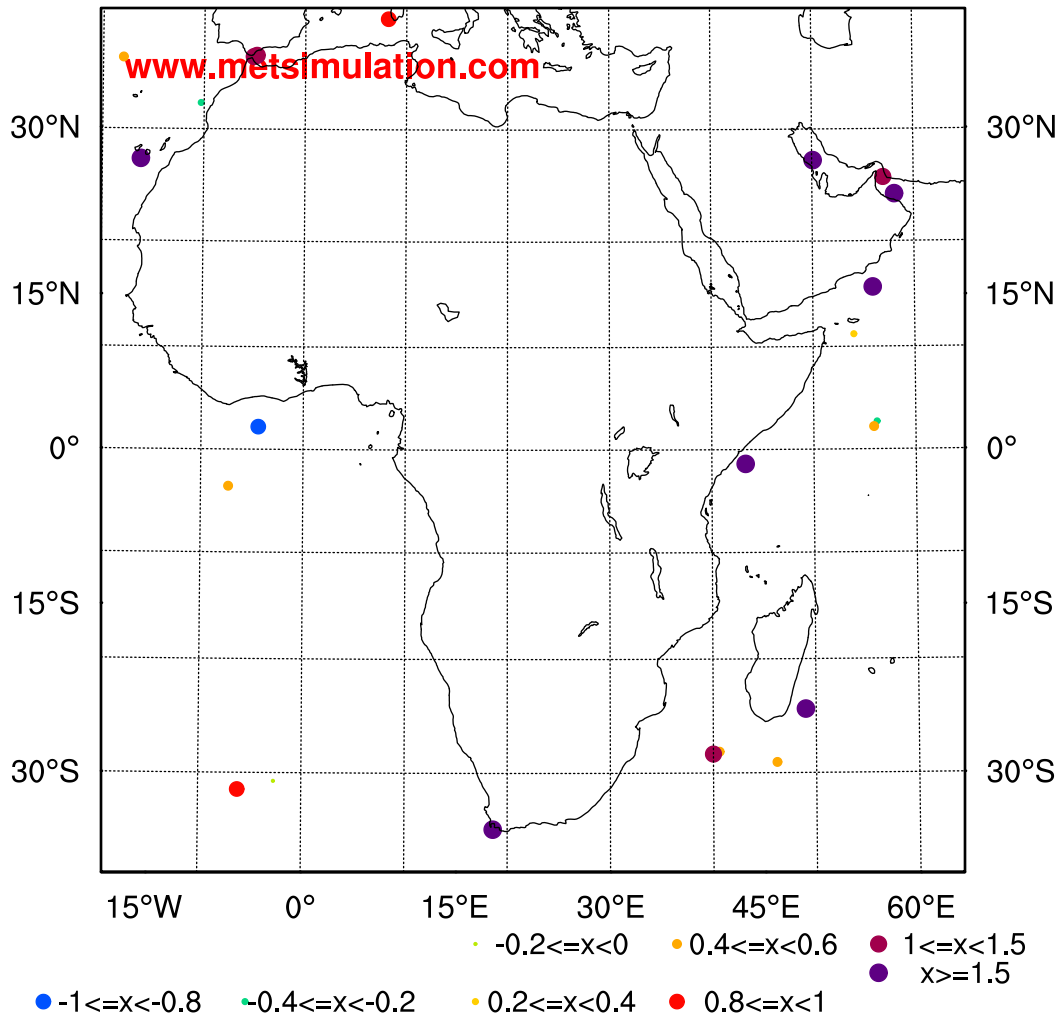 www.metsimulation.com
30°N 30°N
15°N 15°N
0° 0°
15°S 15°S
30°S 30°S
15°W 0° 15°E 30°E 45°E 60°E
-0.2<=x<0 0.4<=x<0.6 1<=x<1.5
x>=1.5
-1<=x<-0.8 -0.4<=x<-0.2 0.2<=x<0.4 0.8<=x<1